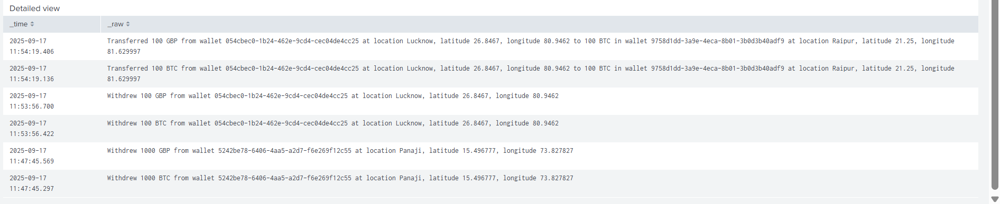 Detailed view
_time _raw
2025-09-17 Transferred 100 GBP from wallet 054cbec0-1b24-462e-9cd4-cec04de4cc25 at location Lucknow, latitude 26.8467, longitude 80.9462 to 100 BTC in wallet 9758d1dd-3a9e-4eca-8b01-3b0d3b40adf9 at location Raipur, latitude 21.25, longitude
11:54:19.406 81.629997
2025-09-17 Transferred 100 BTC from wallet 054cbec0-1b24-462e-9cd4-cec04de4cc25 at location Lucknow, latitude 26.8467, longitude 80.9462 to 100 BTC in wallet 9758d1dd-3a9e-4eca-8b01-3b0d3b40adf9 at location Raipur, latitude 21.25, longitude
11:54:19.136 81.629997
2025-09-17 Withdrew 100 GBP from wallet 054cbec0-1b24-462e-9cd4-cec04de4cc25 at location Lucknow, latitude 26.8467, longitude 80.9462
11:53:56.700
2025-09-17 Withdrew 100 BTC from wallet 054cbec0-1b24-462e-9cd4-cec04de4cc25 at location Lucknow, latitude 26.8467, longitude 80.9462
11:53:56.422
2025-09-17 Withdrew 1000 GBP from wallet 5242be78-6406-4aa5-a2d7-f6e269f12c55 at location Panaji, latitude 15.496777, longitude 73.827827
11:47:45.569
2025-09-17 Withdrew 1000 BTC from wallet 5242be78-6406-4aa5-a2d7-f6e269f12c55 at location Panaji, latitude 15.496777, longitude 73.827827
11:47:45.297